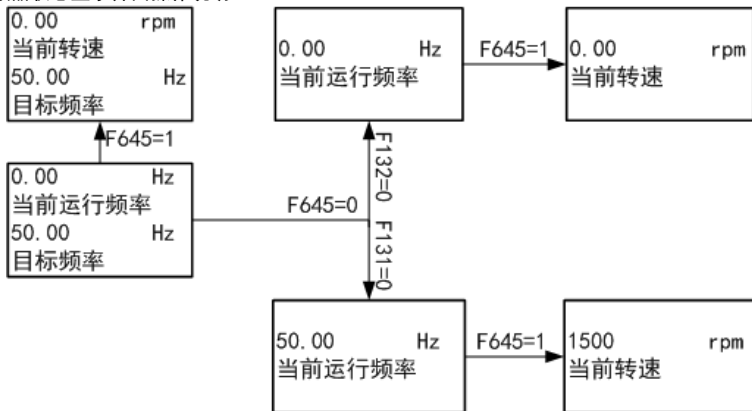 0.00 rpm
当前转速
50.00 Hz
目标频率
F645=1
0.00 Hz
当前运行频率
50.00 Hz
目标频率
F645=0
F132=0
F131=0
0.00 Hz
当前运行频率
F645=1
0.00 rpm
当前转速
50.00 Hz
当前运行频率
F645=1
1500 rpm
当前转速